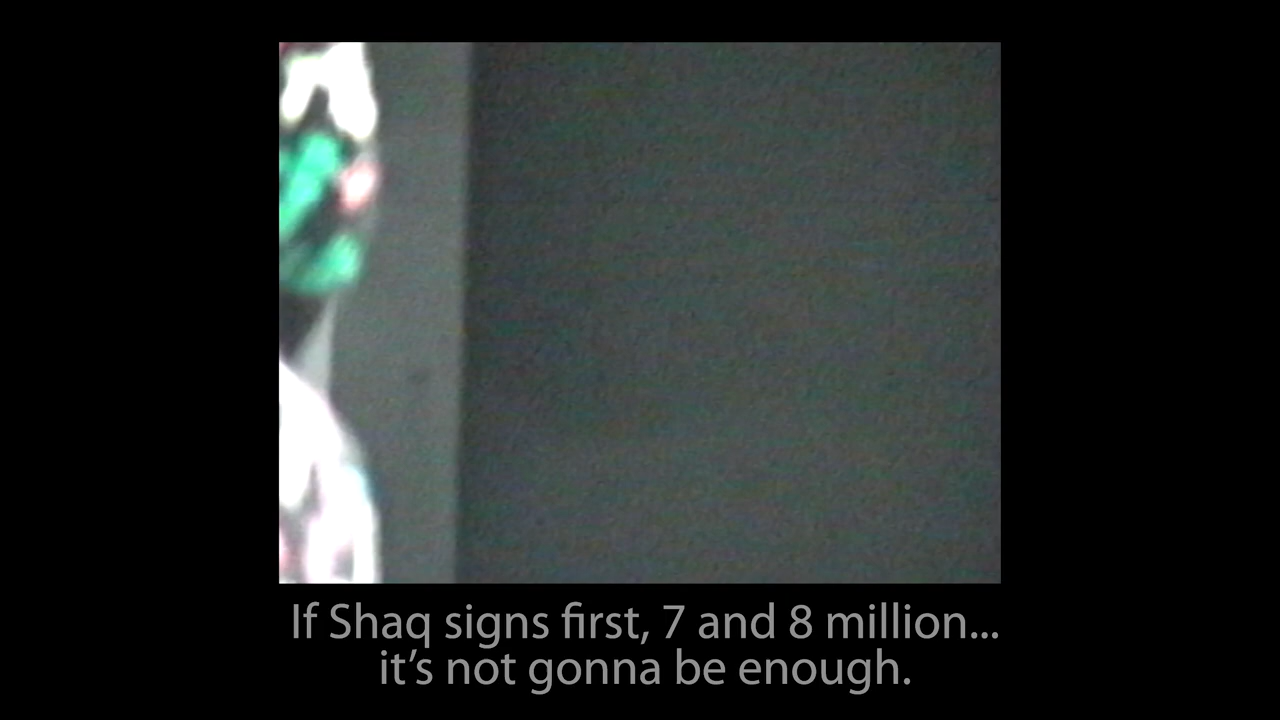 If Shaq signs first, 7 and 8 million...
it’s not gonna be enough.